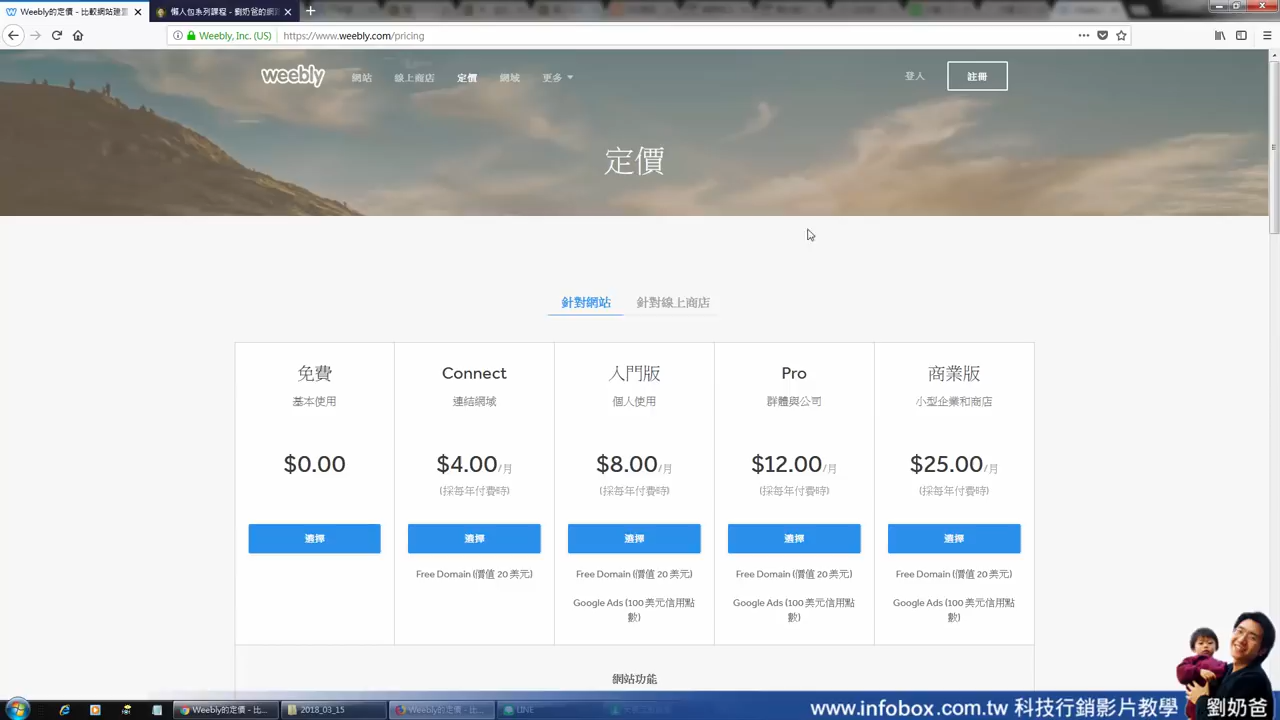 Weebly的定價 - 比較網站建置
懶人包系列課程 - 劉奶爸的網
Weebly, Inc. (US)
https://www.weebly.com/pricing
weebly
網站
線上商店
定價
網域
更多
登入
註冊
定價
針對網站
針對線上商店
免費
基本使用
$0.00
選擇
Connect
連結網域
$4.00/月
(採每年付費時)
選擇
Free Domain (價值 20 美元)
入門版
個人使用
$8.00/月
(採每年付費時)
選擇
Free Domain (價值 20 美元)
Google Ads (100 美元信用點
數)
Pro
群體與公司
$12.00/月
(採每年付費時)
選擇
Free Domain (價值 20 美元)
Google Ads (100 美元信用點
數)
商業版
小型企業和商店
$25.00/月
(採每年付費時)
選擇
Free Domain (價值 20 美元)
Google Ads (100 美元信用點
數)
網站功能
Weebly的定價 - 比...
2018_03_15
Weebly的定價 - 比...
LINE
www.infobox.com.tw 科技行銷影片教學
劉奶爸